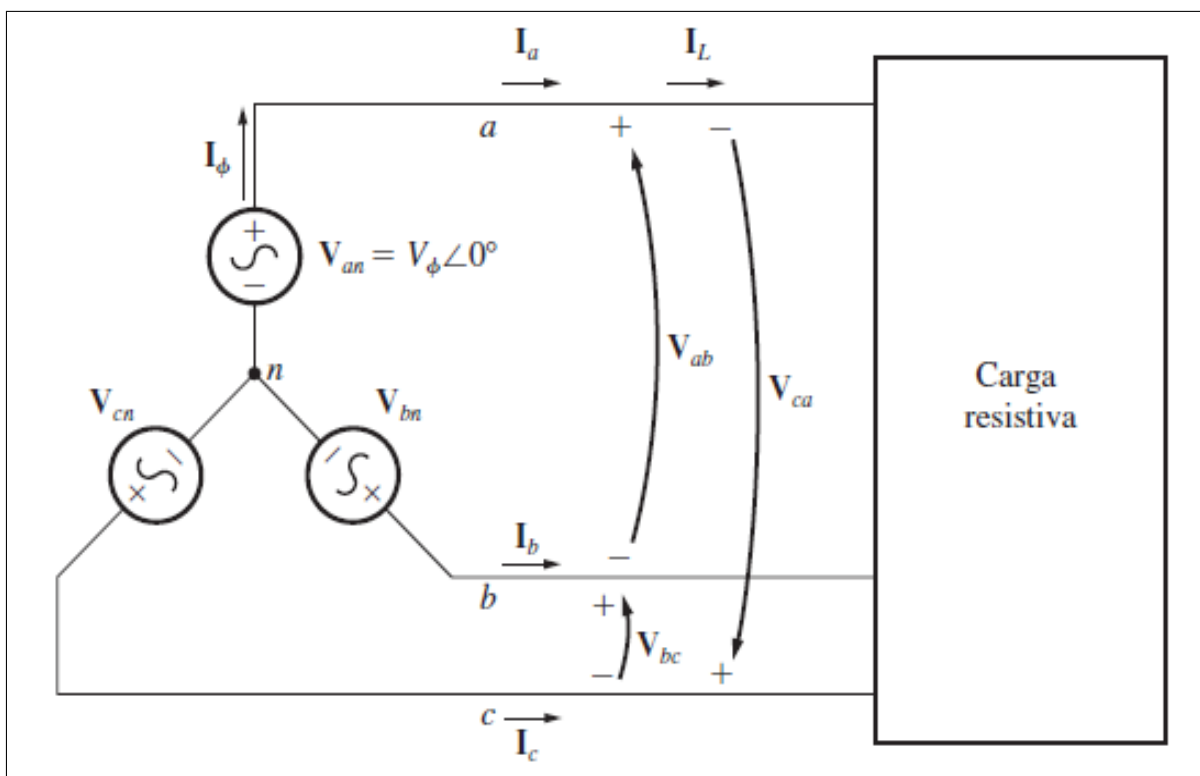 I_a
I_L
a
+
−
I_ϕ
+
−
V_an = V_ϕ∠0°
n
V_cn
V_bn
−
+
−
+
V_ab
V_ca
Carga
resistiva
I_b
−
b
+
V_bc
−
+
c
I_c